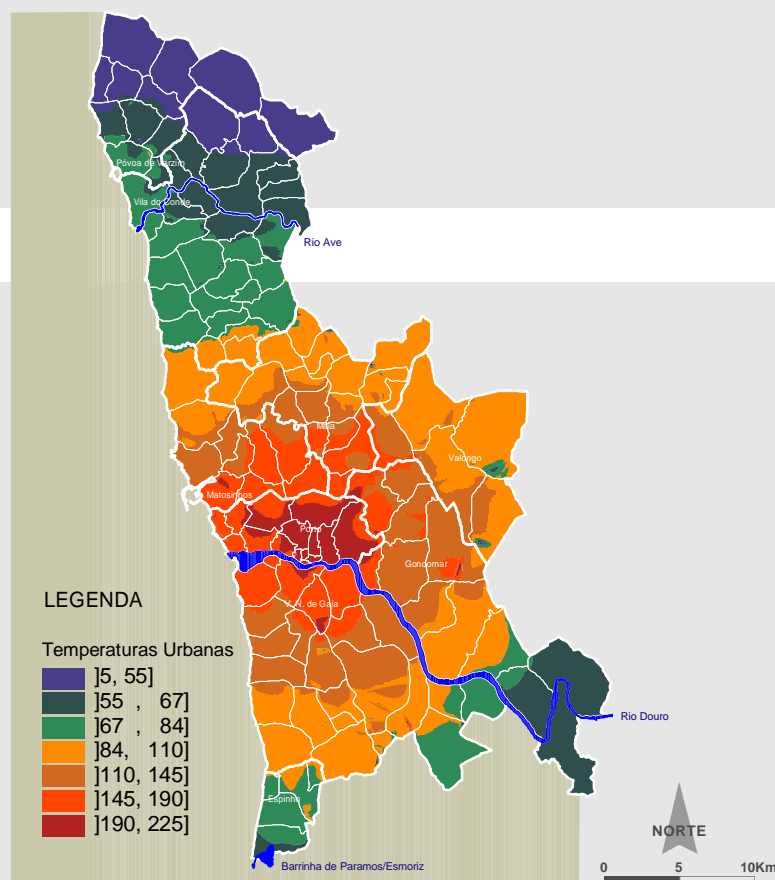 Póvoa de Varzim
Vila do Conde
Rio Ave
Maia
Valongo
Matosinhos
Porto
Gondomar
V. N. de Gaia
LEGENDA
Temperaturas Urbanas
]5, 55]
]55 , 67]
]67 , 84]
]84, 110]
]110, 145]
]145, 190]
]190, 225]
Rio Douro
Espinho
NORTE
Barrinha de Paramos/Esmoriz
0 5 10Km